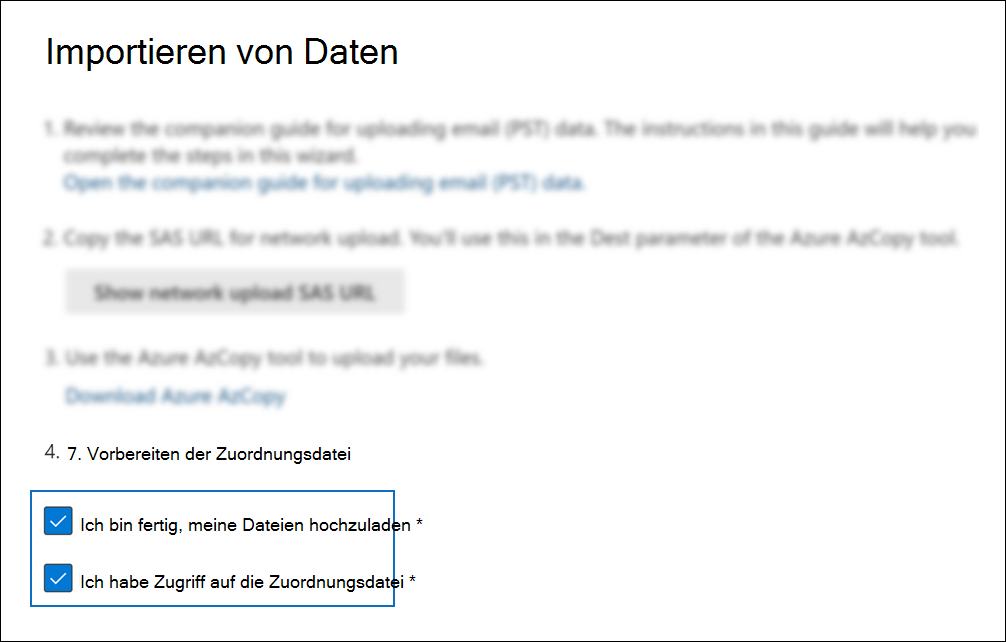 Importieren von Daten
1. Review the companion guide for uploading email (PST) data. The instructions in this guide will help you
complete the steps in this wizard.
Open the companion guide for uploading email (PST) data.
2. Copy the SAS URL for network upload. You'll use this in the Dest parameter of the Azure AzCopy tool.
Show network upload SAS URL
3. Use the Azure AzCopy tool to upload your files.
Download Azure AzCopy
4. 7. Vorbereiten der Zuordnungsdatei
Ich bin fertig, meine Dateien hochzuladen *
Ich habe Zugriff auf die Zuordnungsdatei *